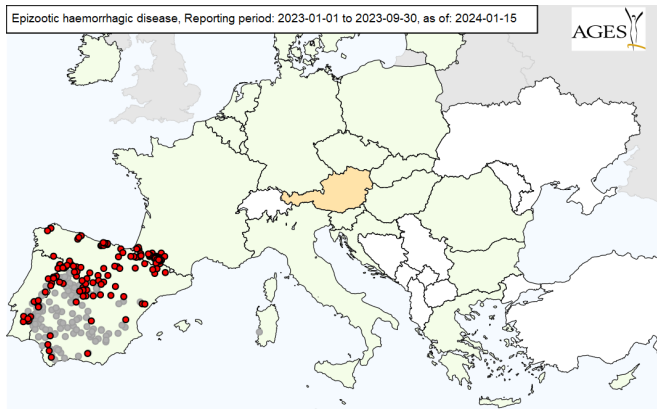 Epizootic haemorrhagic disease, Reporting period: 2023-01-01 to 2023-09-30, as of: 2024-01-15
AGES